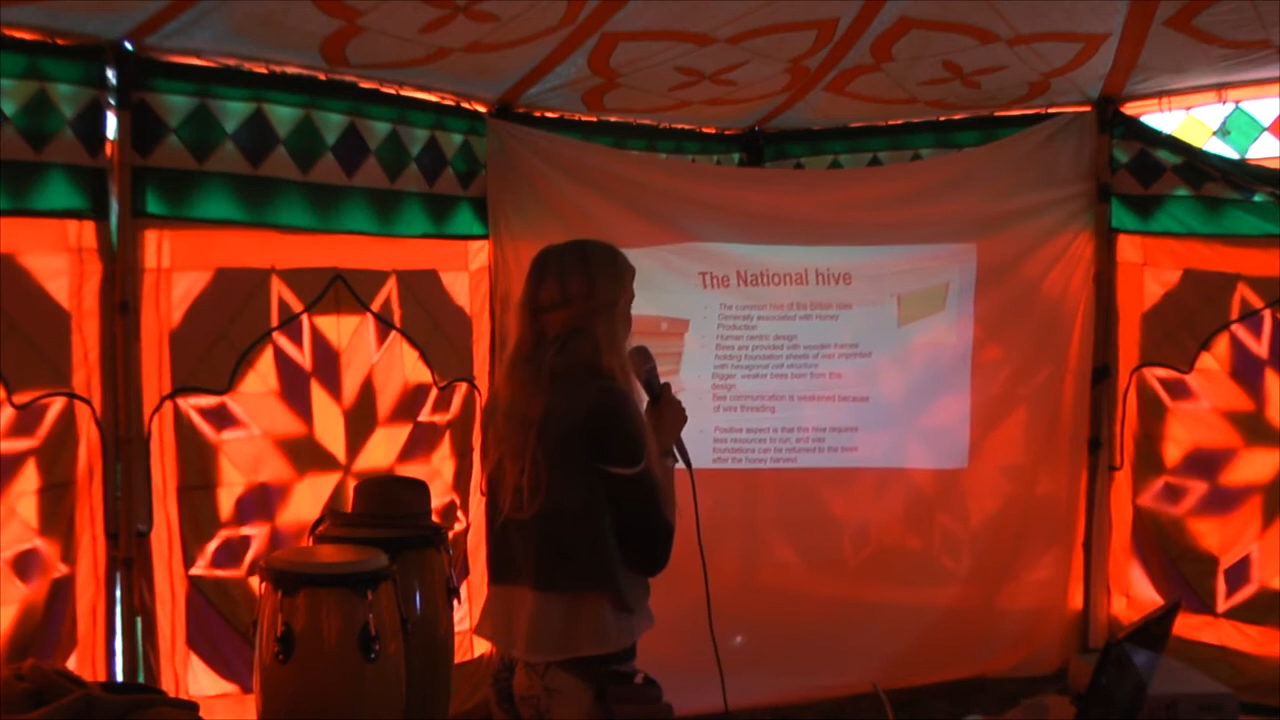 The National hive
The common hive of the British isles
Generally associated with Honey
Production
Human centric design
Bees are provided with wooden frames
holding foundation sheets of wax imprinted
with hexagonal cell structure
Bigger, weaker bees born from this
design.
Bee communication is weakened because
of wire threading.
Positive aspect is that this hive requires
less resources to run, and wax
foundations can be returned to the bees
after the honey harvest.